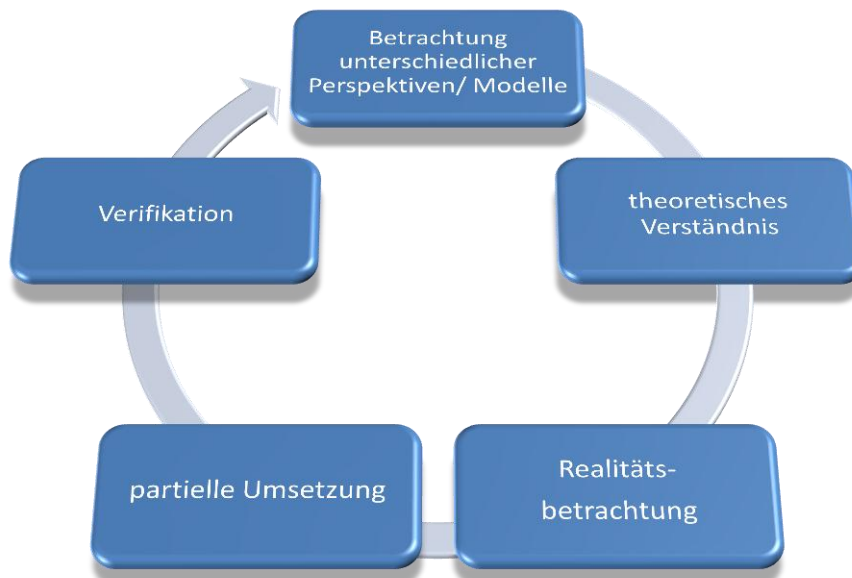 Betrachtung
unterschiedlicher
Perspektiven/ Modelle
theoretisches
Verständnis
Realitäts-
betrachtung
partielle Umsetzung
Verifikation